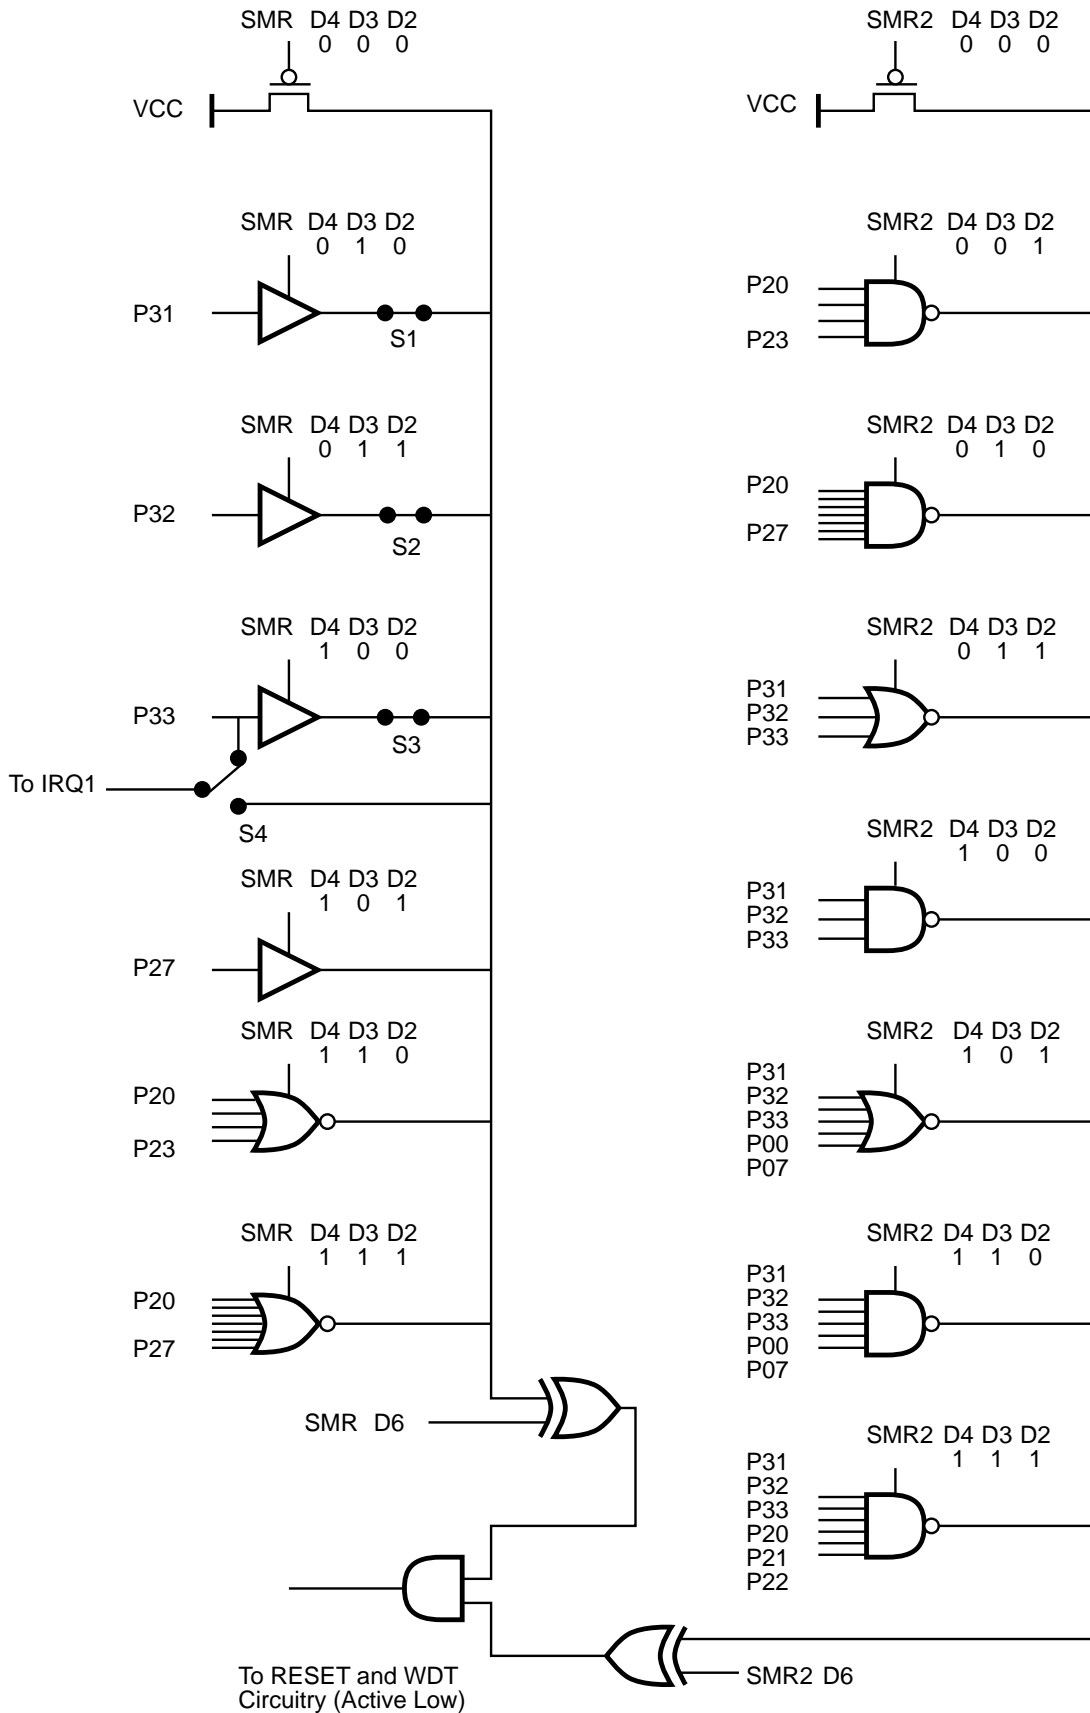 SMR D4 D3 D2
0 0 0
VCC
SMR D4 D3 D2
0 1 0
P31
S1
SMR D4 D3 D2
0 1 1
P32
S2
SMR D4 D3 D2
1 0 0
P33
S3
To IRQ1
S4
SMR D4 D3 D2
1 0 1
P27
SMR D4 D3 D2
1 1 0
P20
P23
SMR D4 D3 D2
1 1 1
P20
P27
SMR D6
To RESET and WDT
Circuitry (Active Low)
SMR2 D4 D3 D2
0 0 0
VCC
SMR2 D4 D3 D2
0 0 1
P20
P23
SMR2 D4 D3 D2
0 1 0
P20
P27
SMR2 D4 D3 D2
0 1 1
P31
P32
P33
SMR2 D4 D3 D2
1 0 0
P31
P32
P33
SMR2 D4 D3 D2
1 0 1
P31
P32
P33
P00
P07
SMR2 D4 D3 D2
1 1 0
P31
P32
P33
P00
P07
SMR2 D4 D3 D2
1 1 1
P31
P32
P33
P20
P21
P22
SMR2 D6